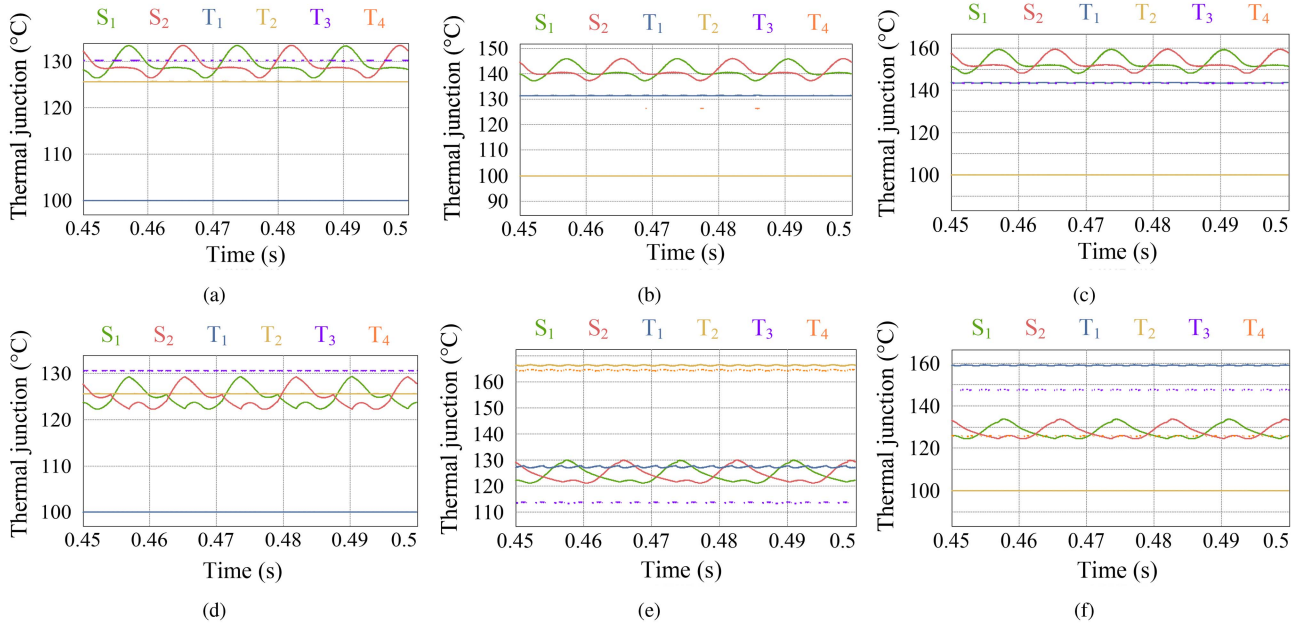 S1 S2 T1 T2 T3 T4
Thermal junction (°C)
130
120
110
100
0.45 0.46 0.47 0.48 0.49 0.5
Time (s)
(a)
S1 S2 T1 T2 T3 T4
Thermal junction (°C)
150
140
130
120
110
100
90
0.45 0.46 0.47 0.48 0.49 0.5
Time (s)
(b)
S1 S2 T1 T2 T3 T4
Thermal junction (°C)
160
140
120
100
0.45 0.46 0.47 0.48 0.49 0.5
Time (s)
(c)
S1 S2 T1 T2 T3 T4
Thermal junction (°C)
130
120
110
100
0.45 0.46 0.47 0.48 0.49 0.5
Time (s)
(d)
S1 S2 T1 T2 T3 T4
Thermal junction (°C)
160
150
140
130
120
110
0.45 0.46 0.47 0.48 0.49 0.5
Time (s)
(e)
S1 S2 T1 T2 T3 T4
Thermal junction (°C)
160
140
120
100
0.45 0.46 0.47 0.48 0.49 0.5
Time (s)
(f)